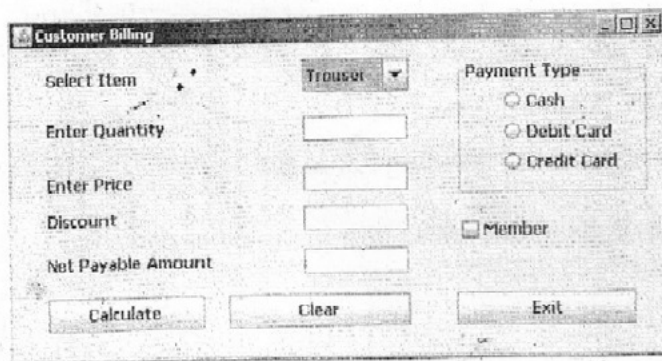 Customer Billing
Select Item
Trouser
Payment Type
Cash
Enter Quantity
Debit Card
Credit Card
Enter Price
Discount
Member
Net Payable Amount
Calculate
Clear
Exit